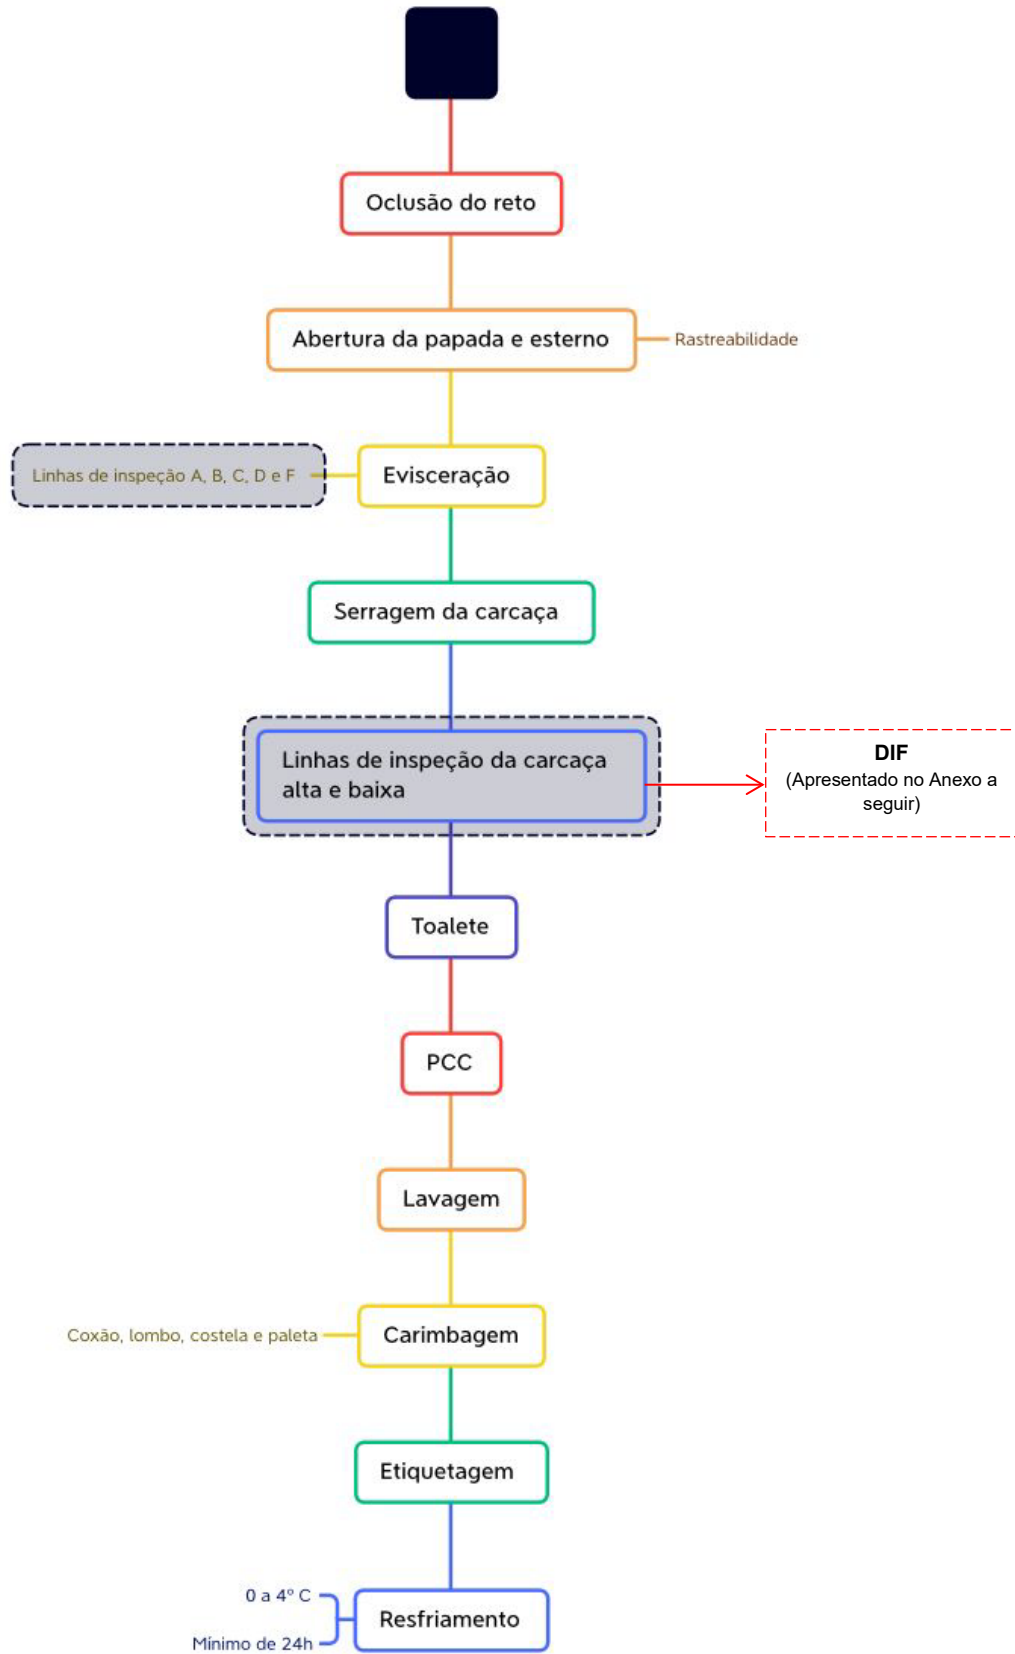 Oclusão do reto
Abertura da papada e esterno
Rastreabilidade
Linhas de inspeção A, B, C, D e F
Evisceração
Serragem da carcaça
Linhas de inspeção da carcaça
alta e baixa
DIF
(Apresentado no Anexo a
seguir)
Toalete
PCC
Lavagem
Coxão, lombo, costela e paleta
Carimbagem
Etiquetagem
0 a 4º C
Mínimo de 24h
Resfriamento